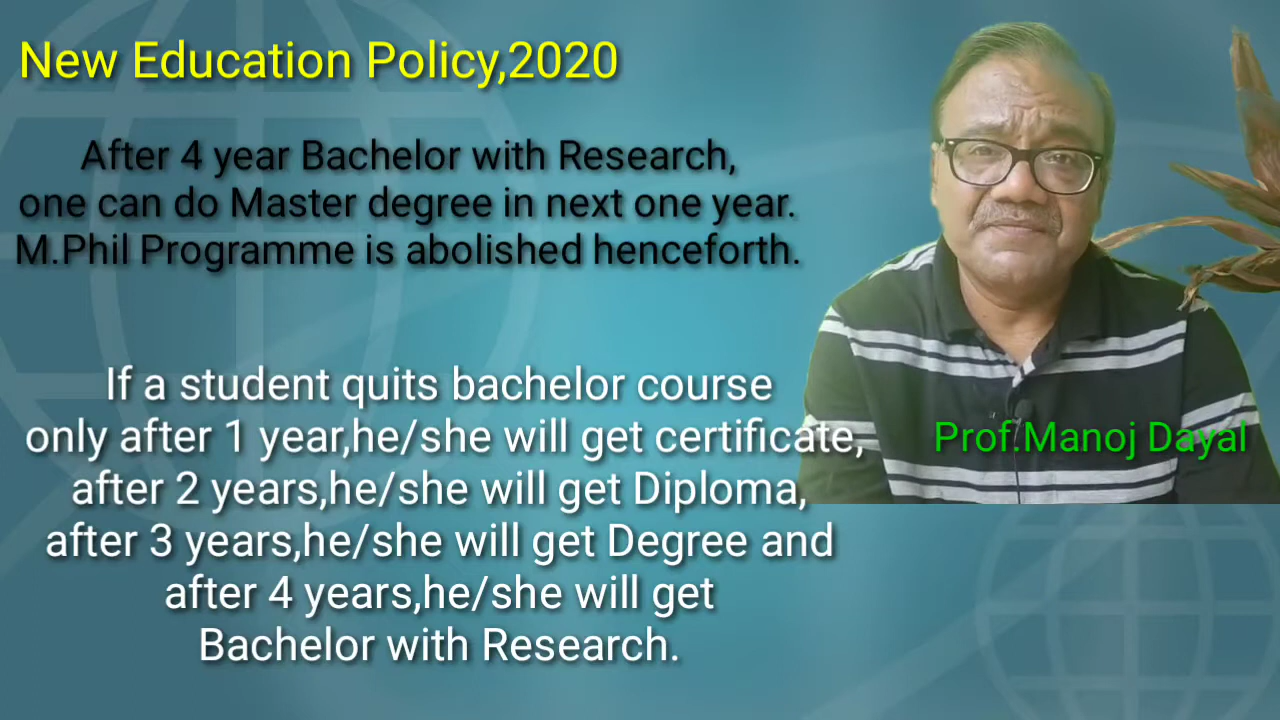 New Education Policy,2020
After 4 year Bachelor with Research,
one can do Master degree in next one year.
M.Phil Programme is abolished henceforth.
If a student quits bachelor course
only after 1 year,he/she will get certificate,
after 2 years,he/she will get Diploma,
after 3 years,he/she will get Degree and
after 4 years,he/she will get
Bachelor with Research.
Prof.Manoj Dayal